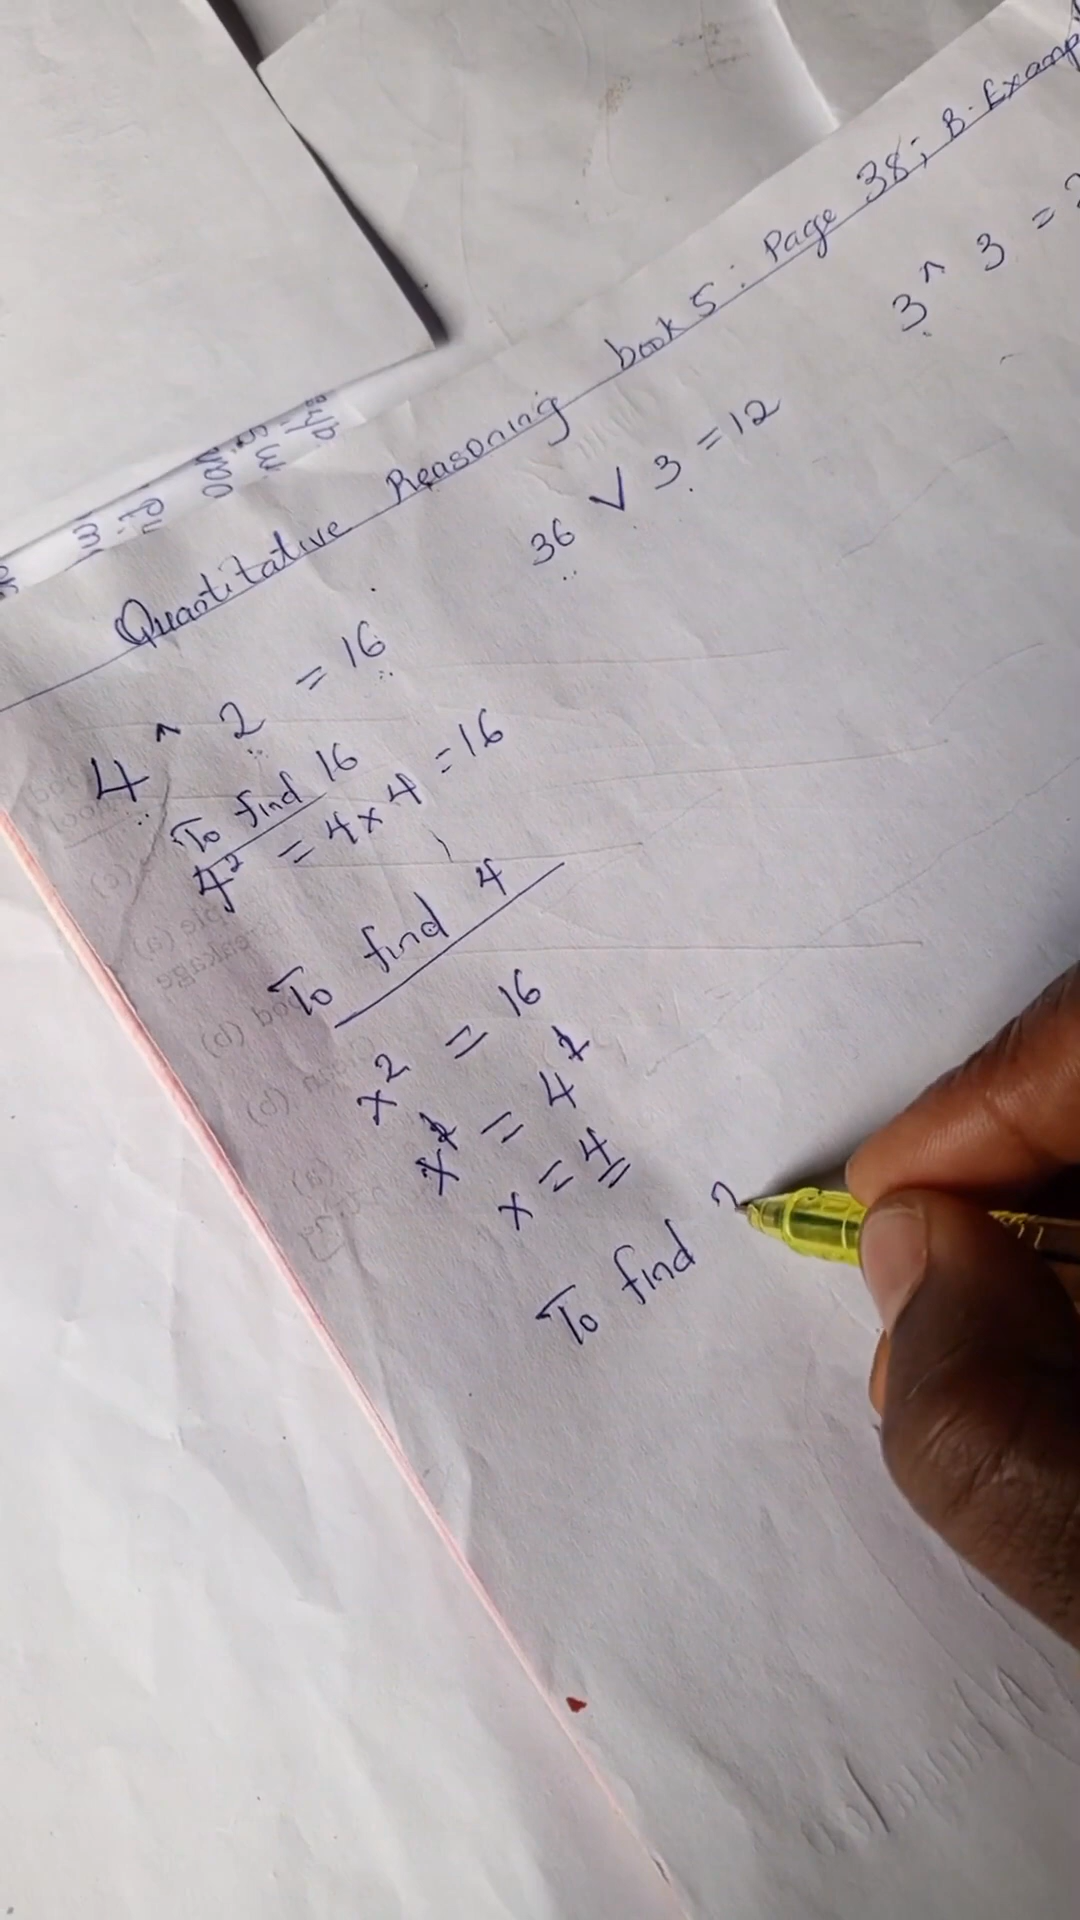 Quantitative Reasoning book 5: Page 38; B. Examp
4 ^ 2 = 16
36 V 3 = 12
3 ^ 3 =
To find 16
4² = 4 x 4 = 16
To find 4
x² = 16
x² = 4²
x = 4
To find 2